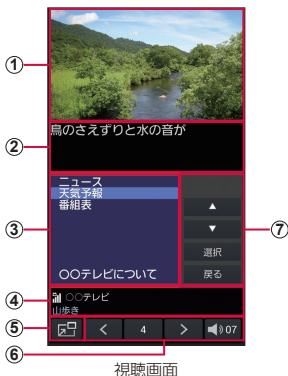 ①
②
鳥のさえずりと水の音が
③
ニュース
天気予報
番組表
○○テレビについて
▲
▼
選択
戻る
⑦
④
○○テレビ
山歩き
⑤
< 4 > 07
⑥
視聴画面